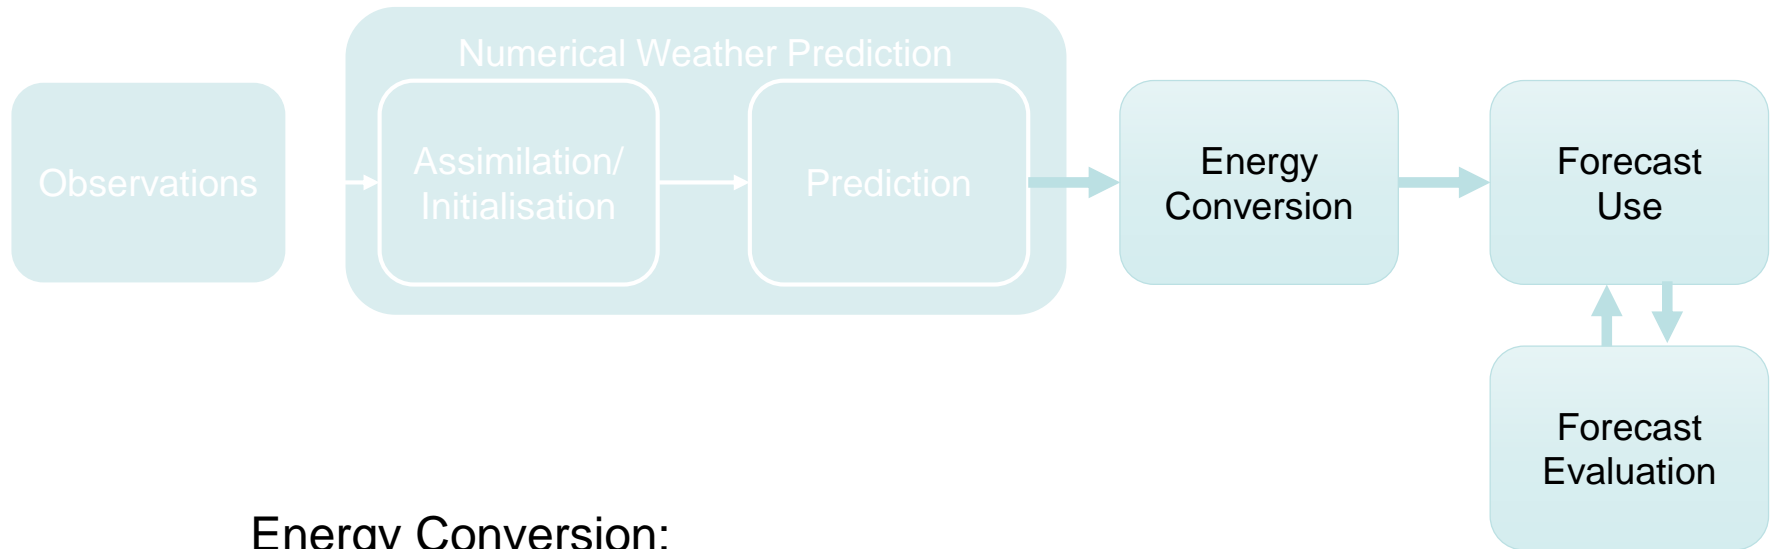 Numerical Weather Prediction
Observations
Assimilation/
Initialisation
Prediction
Energy
Conversion
Forecast
Use
Forecast
Evaluation
Energy Conversion: